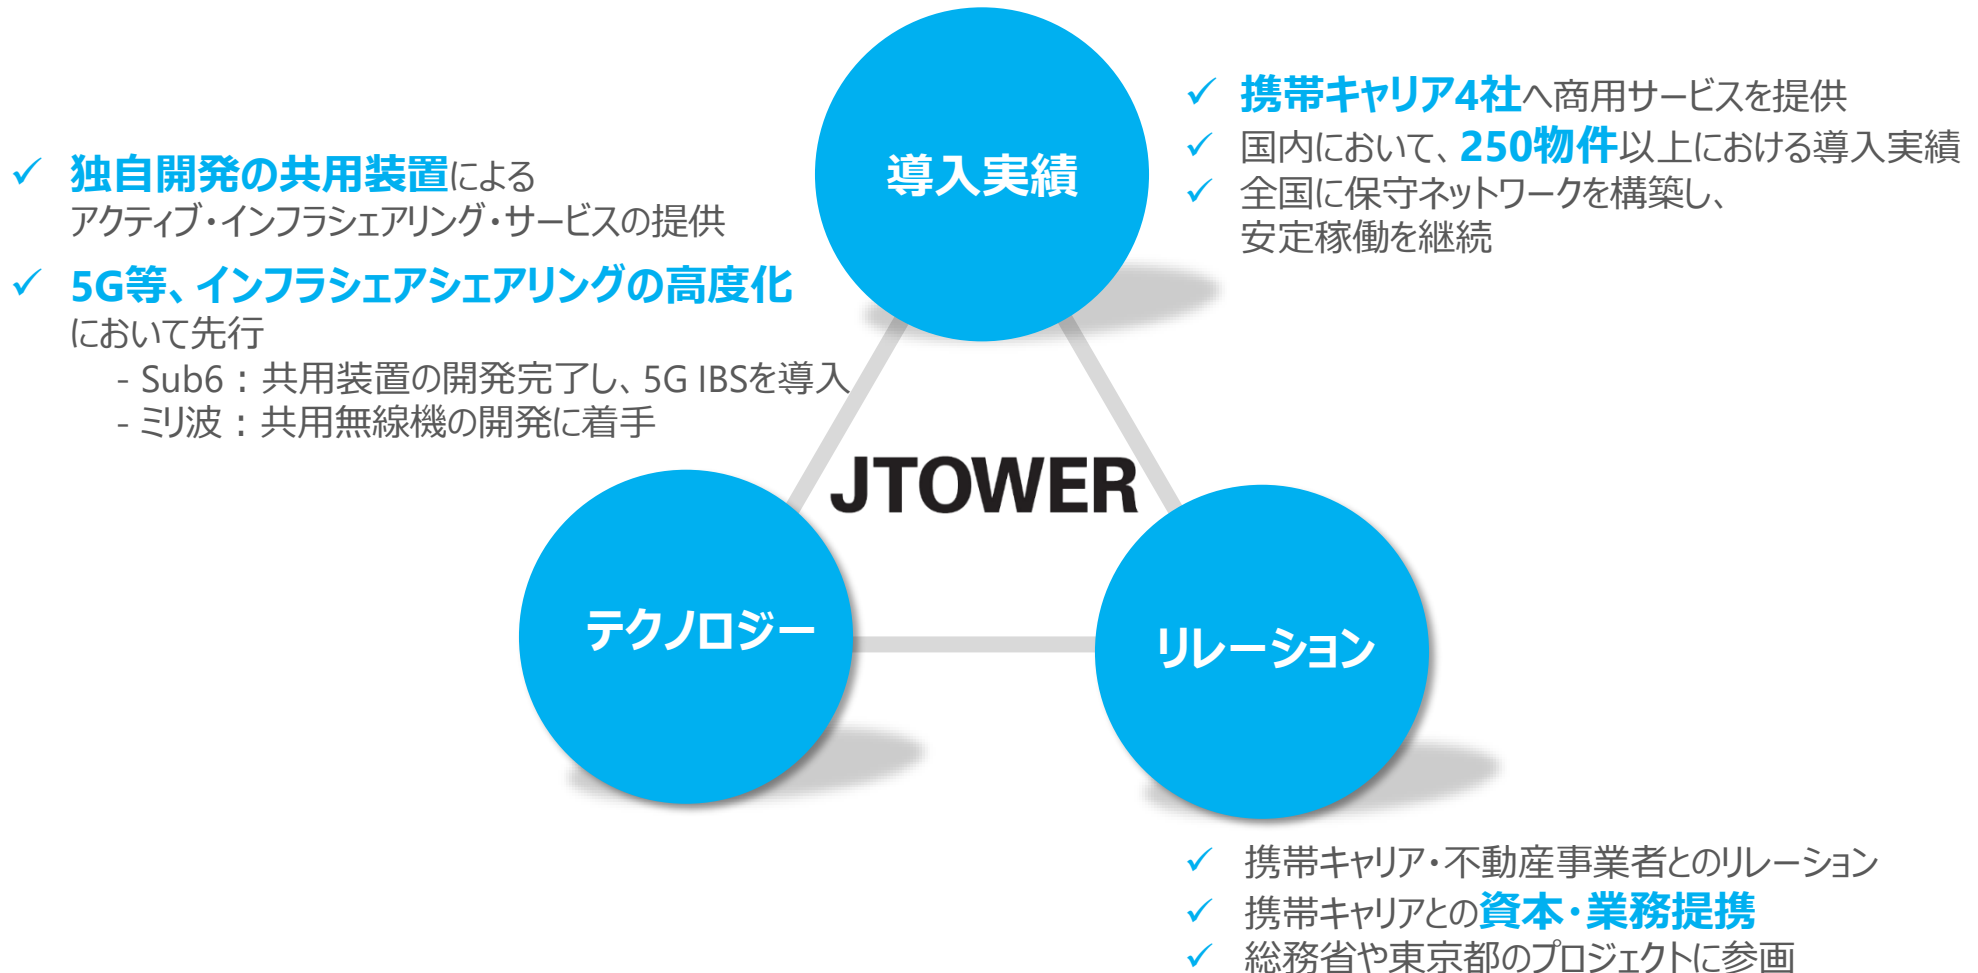 導入実績
✓ 携帯キャリア4社へ商用サービスを提供
✓ 国内において、250物件以上における導入実績
✓ 全国に保守ネットワークを構築し、
安定稼働を継続
✓ 独自開発の共用装置による
アクティブ・インフラシェアリング・サービスの提供
✓ 5G等、インフラシェアシェアリングの高度化
において先行
- Sub6：共用装置の開発完了し、5G IBSを導入
- ミリ波：共用無線機の開発に着手
JTOWER
テクノロジー
リレーション
✓ 携帯キャリア・不動産事業者とのリレーション
✓ 携帯キャリアとの資本・業務提携
✓ 総務省や東京都のプロジェクトに参画